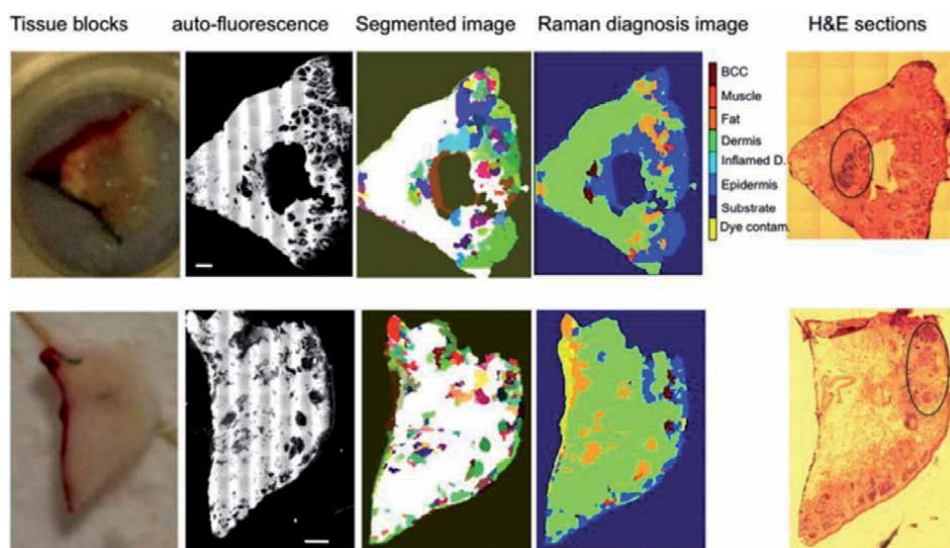 Tissue blocks auto-fluorescence Segmented image Raman diagnosis image H&E sections
BCC
Muscle
Fat
Dermis
Inflamed D.
Epidermis
Substrate
Dye contam.